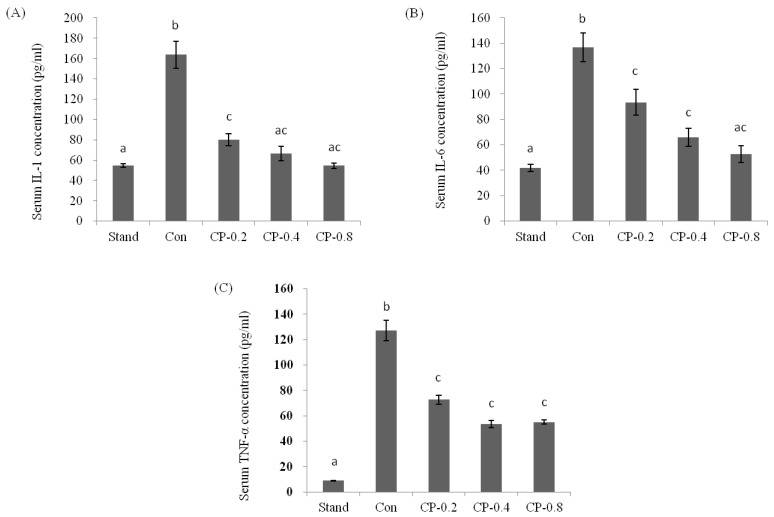 (A)
Serum IL-1 concentration (pg/ml)
200
180
160
140
120
100
80
60
40
20
0
a
b
c
ac
ac
Stand Con CP-0.2 CP-0.4 CP-0.8
(B)
Serum IL-6 concentration (pg/ml)
160
140
120
100
80
60
40
20
0
a
b
c
c
ac
Stand Con CP-0.2 CP-0.4 CP-0.8
(C)
Serum TNF-α concentration (pg/ml)
160
140
120
100
80
60
40
20
0
a
b
c
c
c
Stand Con CP-0.2 CP-0.4 CP-0.8